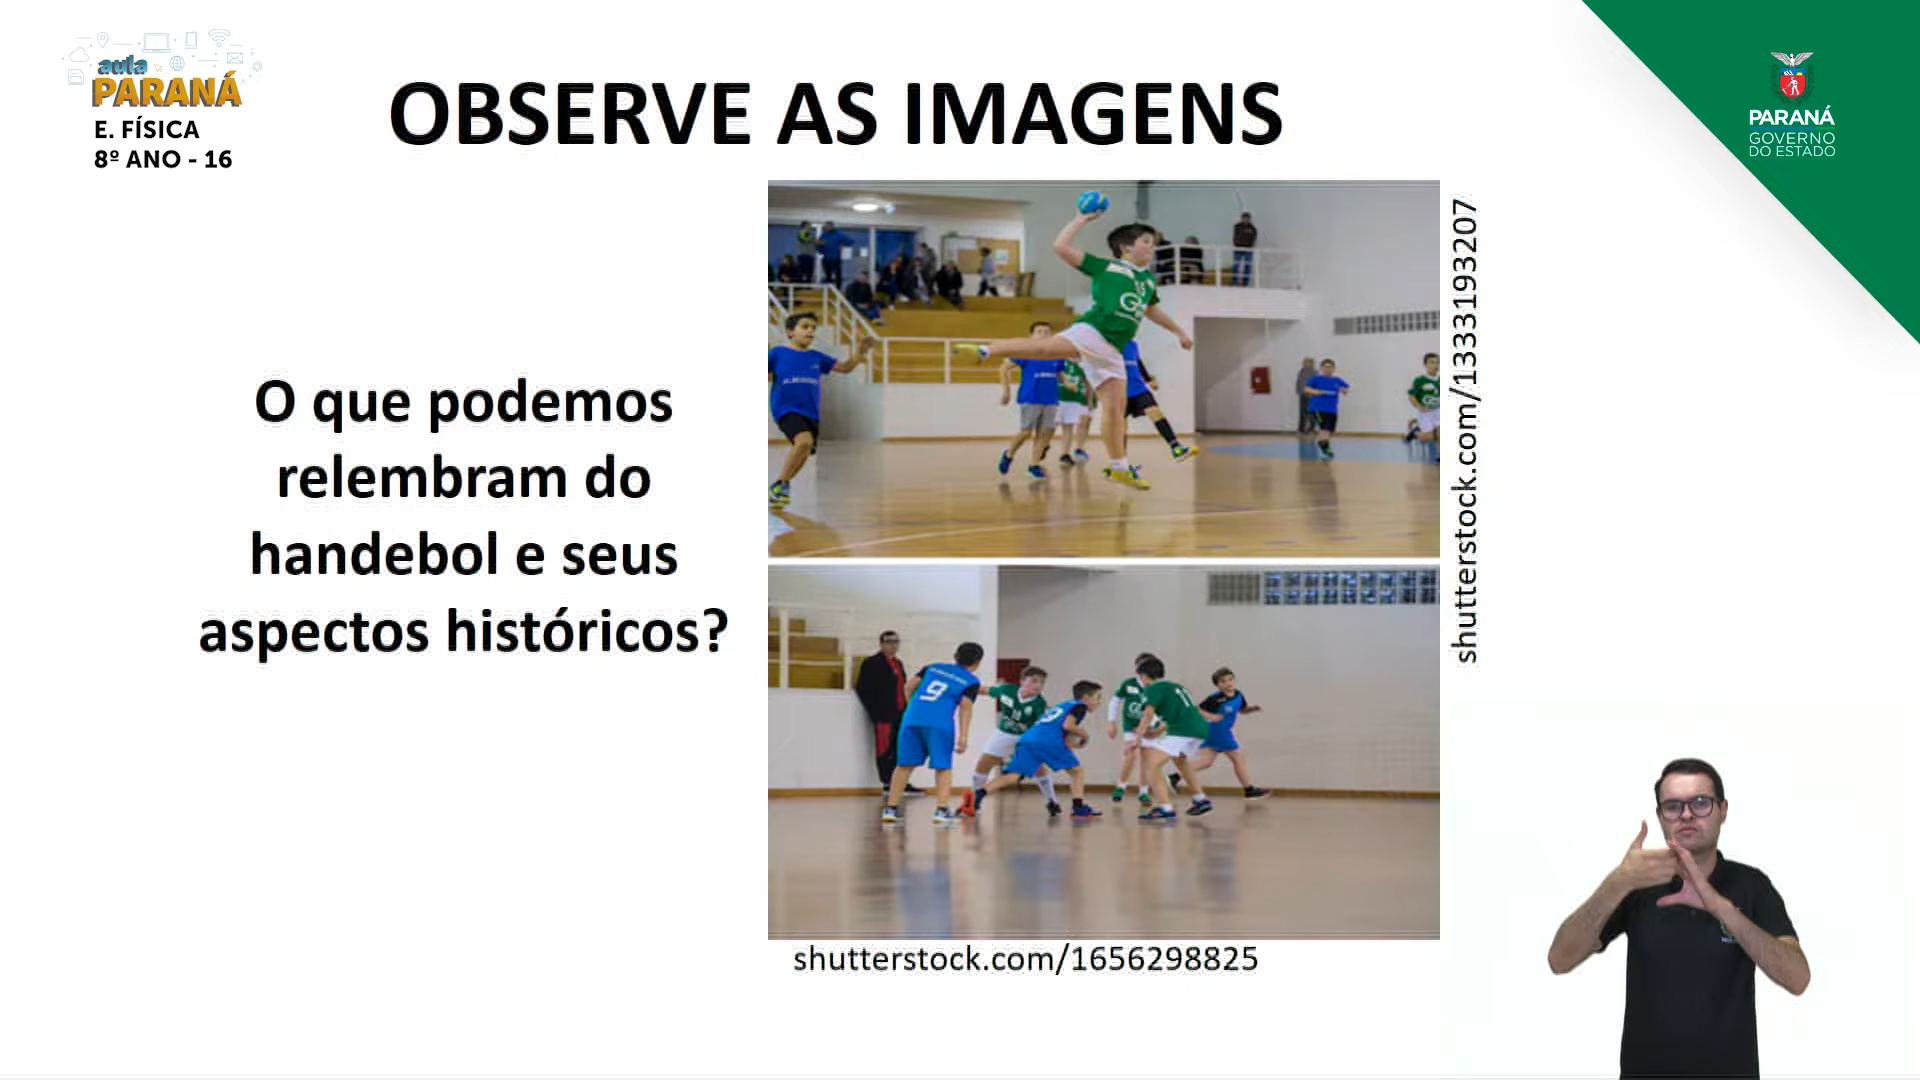 aula
PARANÁ
E. FÍSICA
8º ANO - 16
OBSERVE AS IMAGENS
PARANÁ
GOVERNO
DO ESTADO
O que podemos
relembram do
handebol e seus
aspectos históricos?
shutterstock.com/1333193207
9
shutterstock.com/1656298825